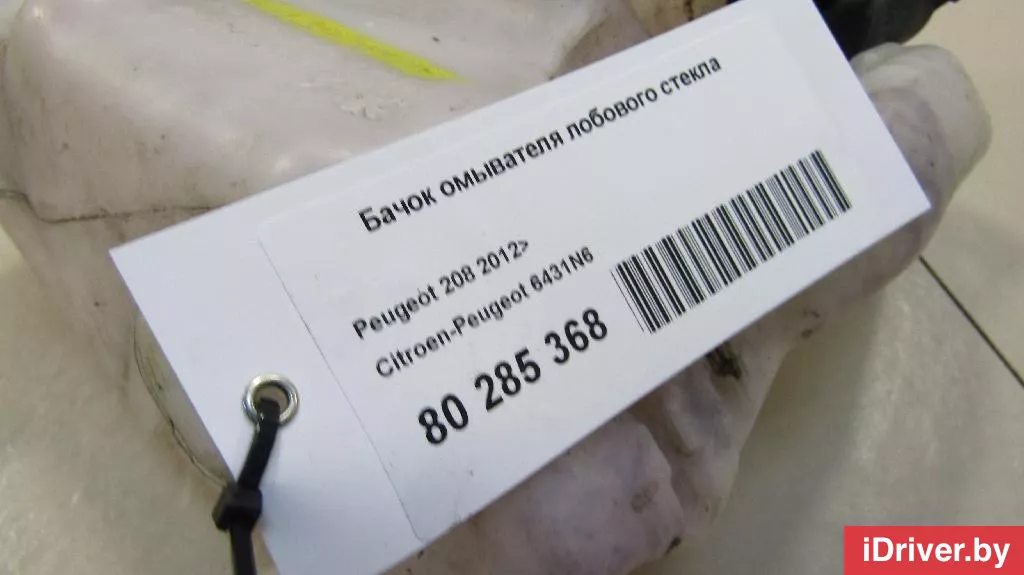 Бачок омывателя лобового стекла
Peugeot 208 2012>
Citroen-Peugeot 6431N6
80 285 368
iDriver.by